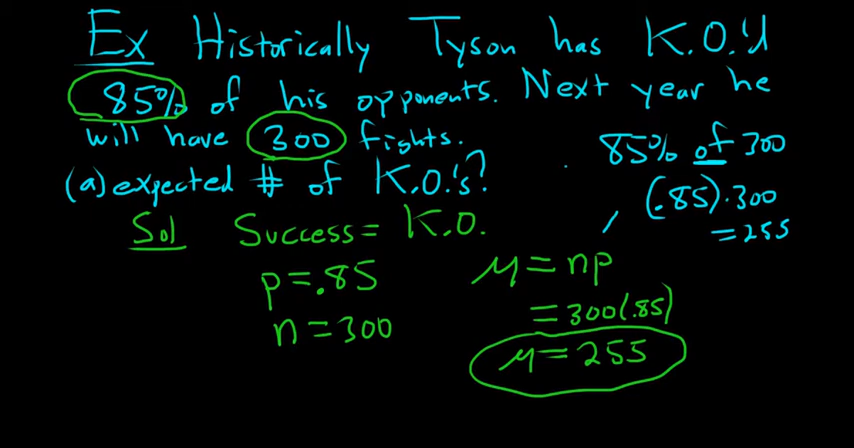 Ex Historically Tyson has K.O.'d
85% of his opponents. Next year he
will have 300 fights.
(a) expected # of K.O.'s?
85% of 300
(.85)·300
= 255
Sol Success = K.O.
p = .85
n = 300
μ = np
= 300(.85)
μ = 255